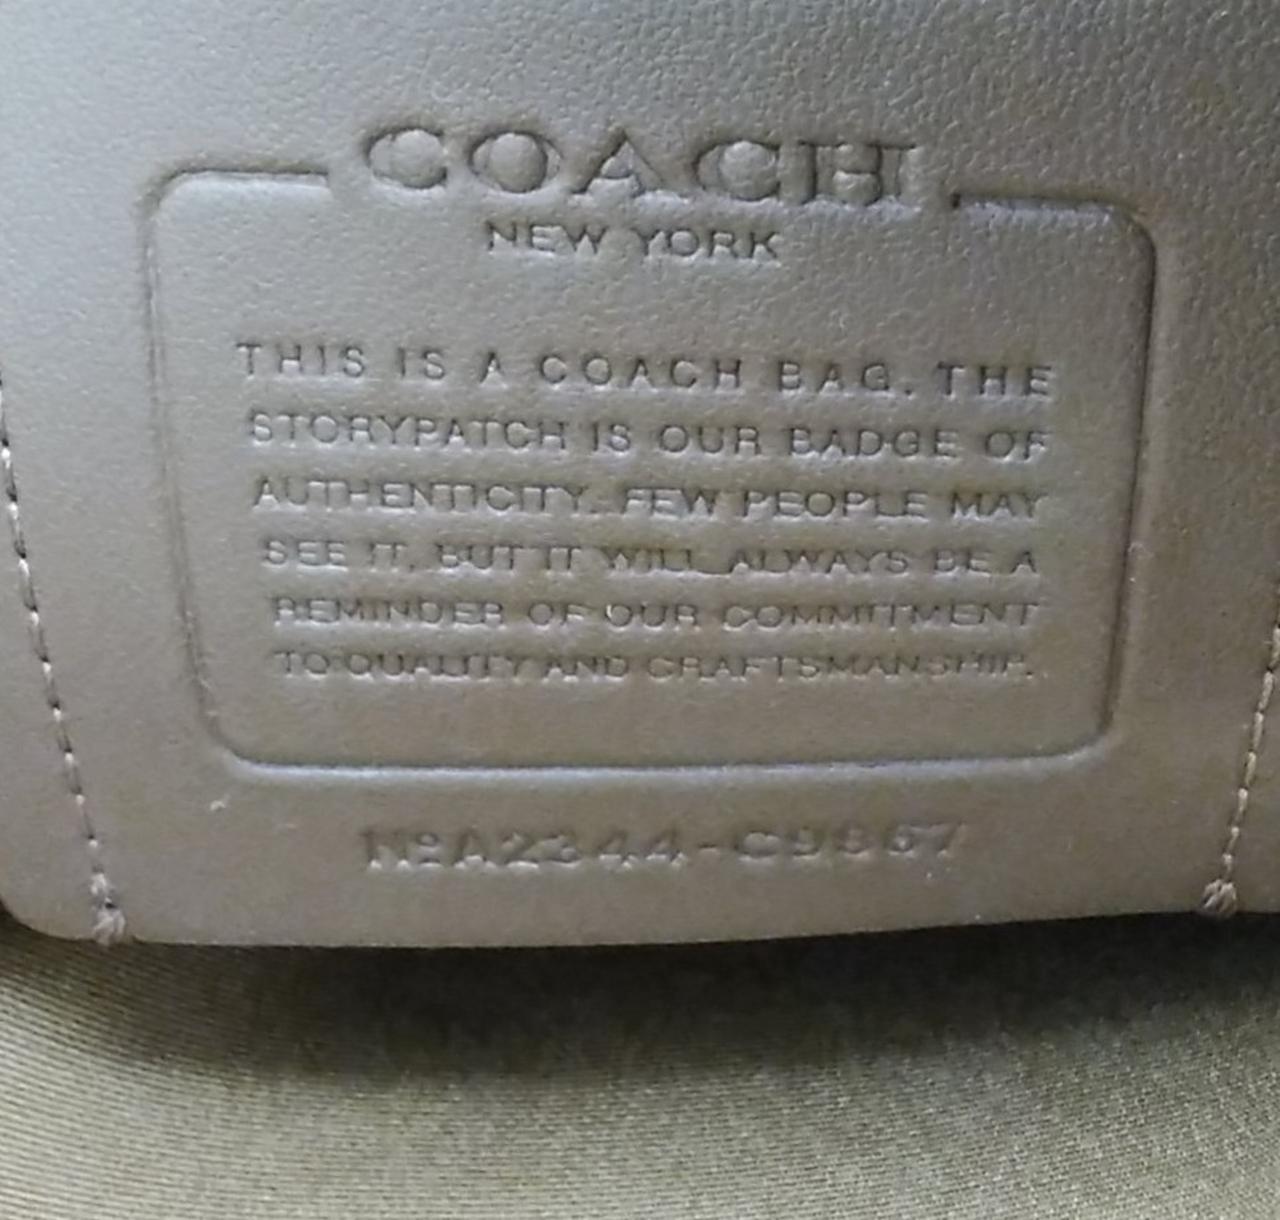 COACH
NEW YORK
THIS IS A COACH BAG. THE
STORYPATCH IS OUR BADGE OF
AUTHENTICITY. FEW PEOPLE MAY
SEE IT, BUT IT WILL ALWAYS BE A
REMINDER OF OUR COMMITMENT
TO QUALITY AND CRAFTSMANSHIP.